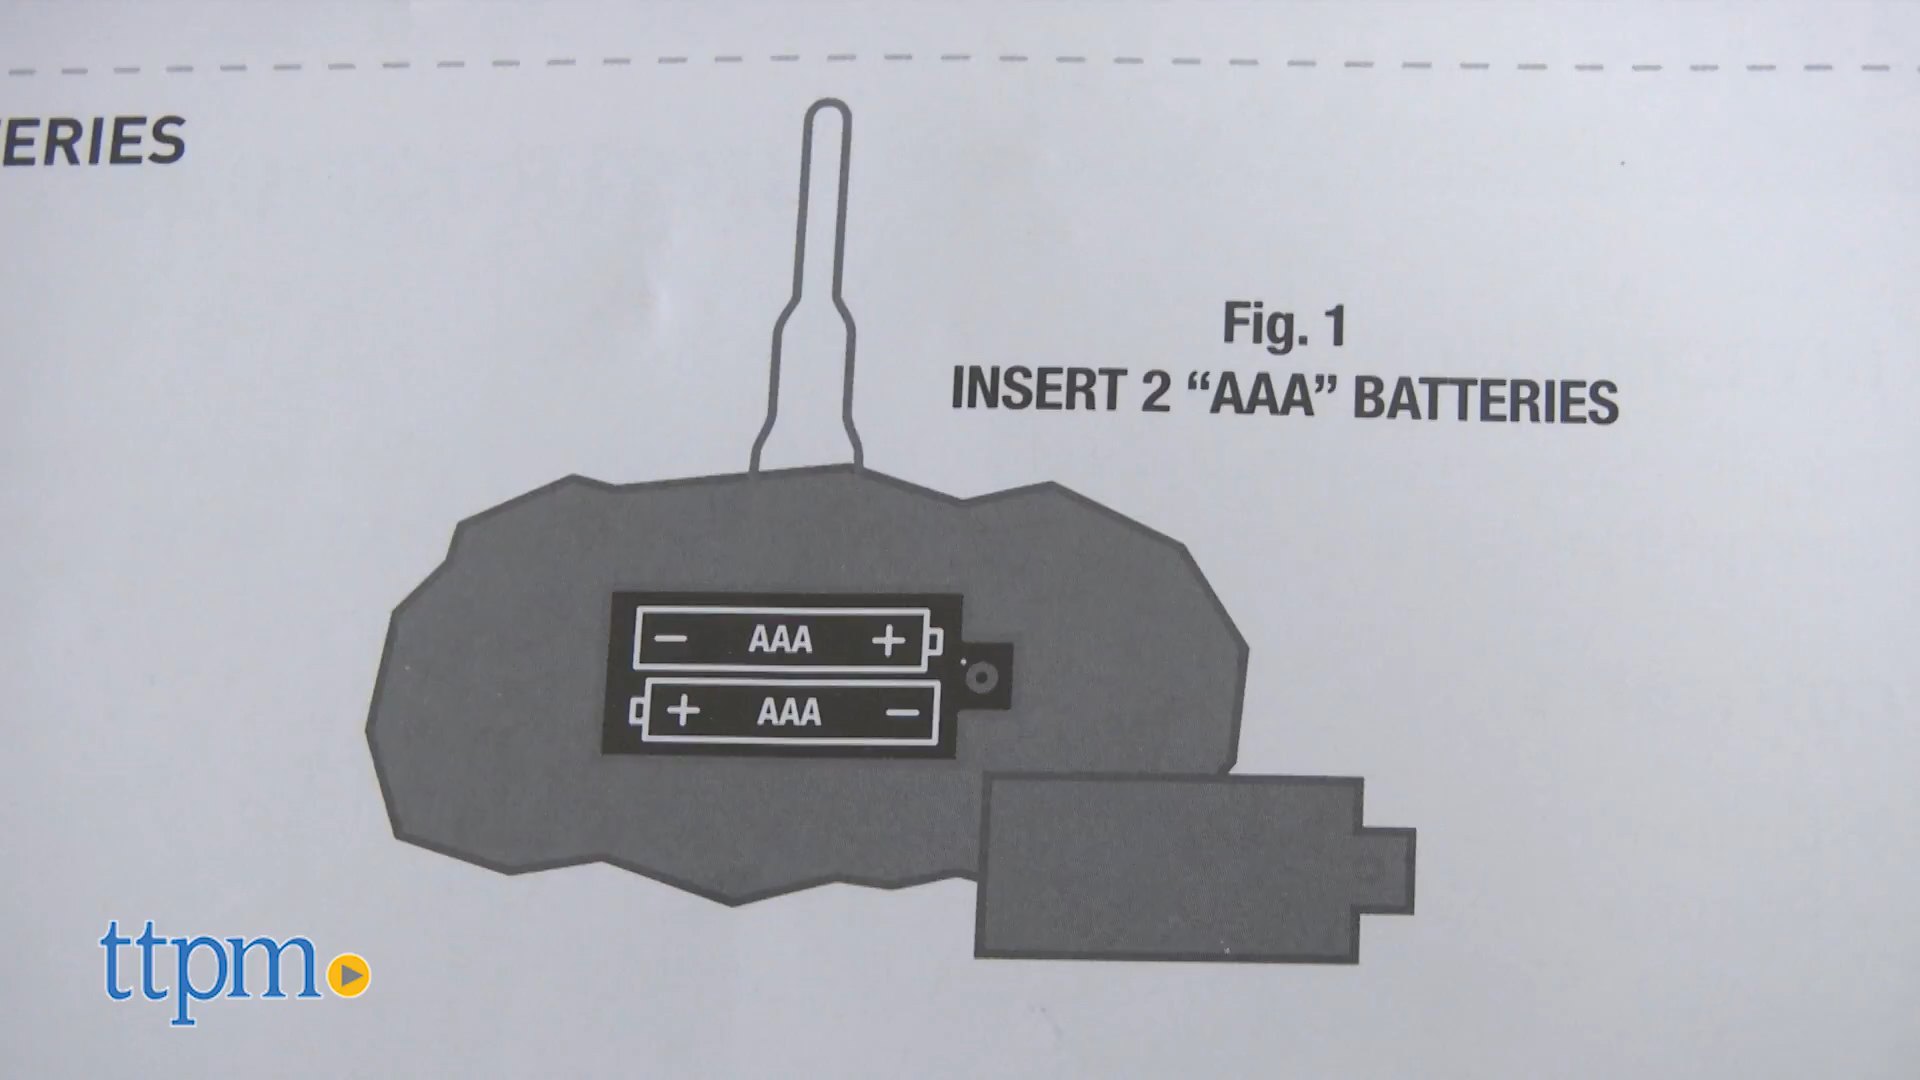 ERIES
Fig. 1
INSERT 2 “AAA” BATTERIES
− AAA +
+ AAA −
ttpm